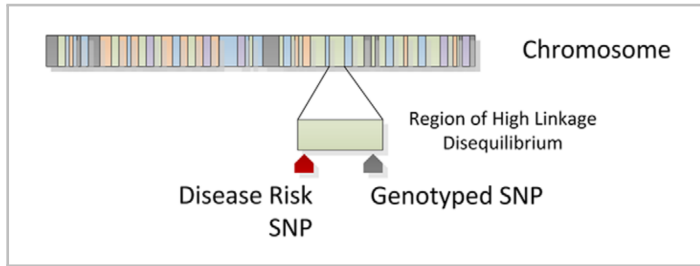 Chromosome
Region of High Linkage
Disequilibrium
Disease Risk
SNP
Genotyped SNP